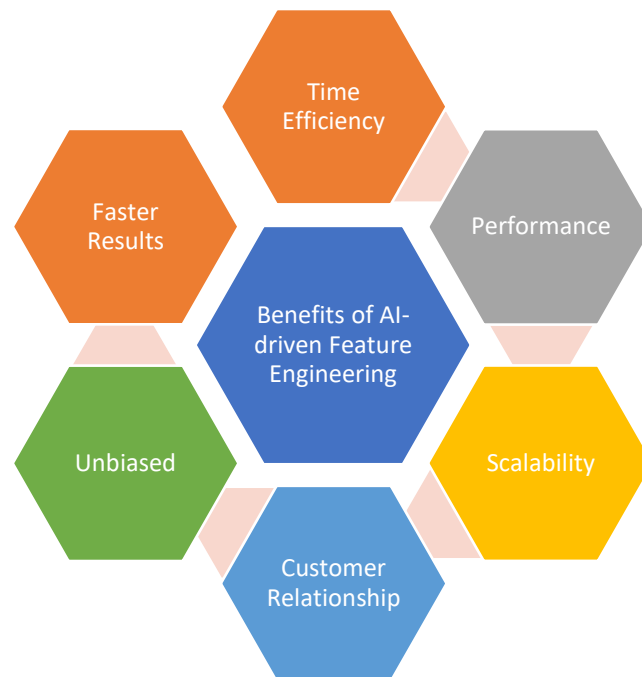 Time
Efficiency
Performance
Scalability
Customer
Relationship
Unbiased
Faster
Results
Benefits of AI-
driven Feature
Engineering